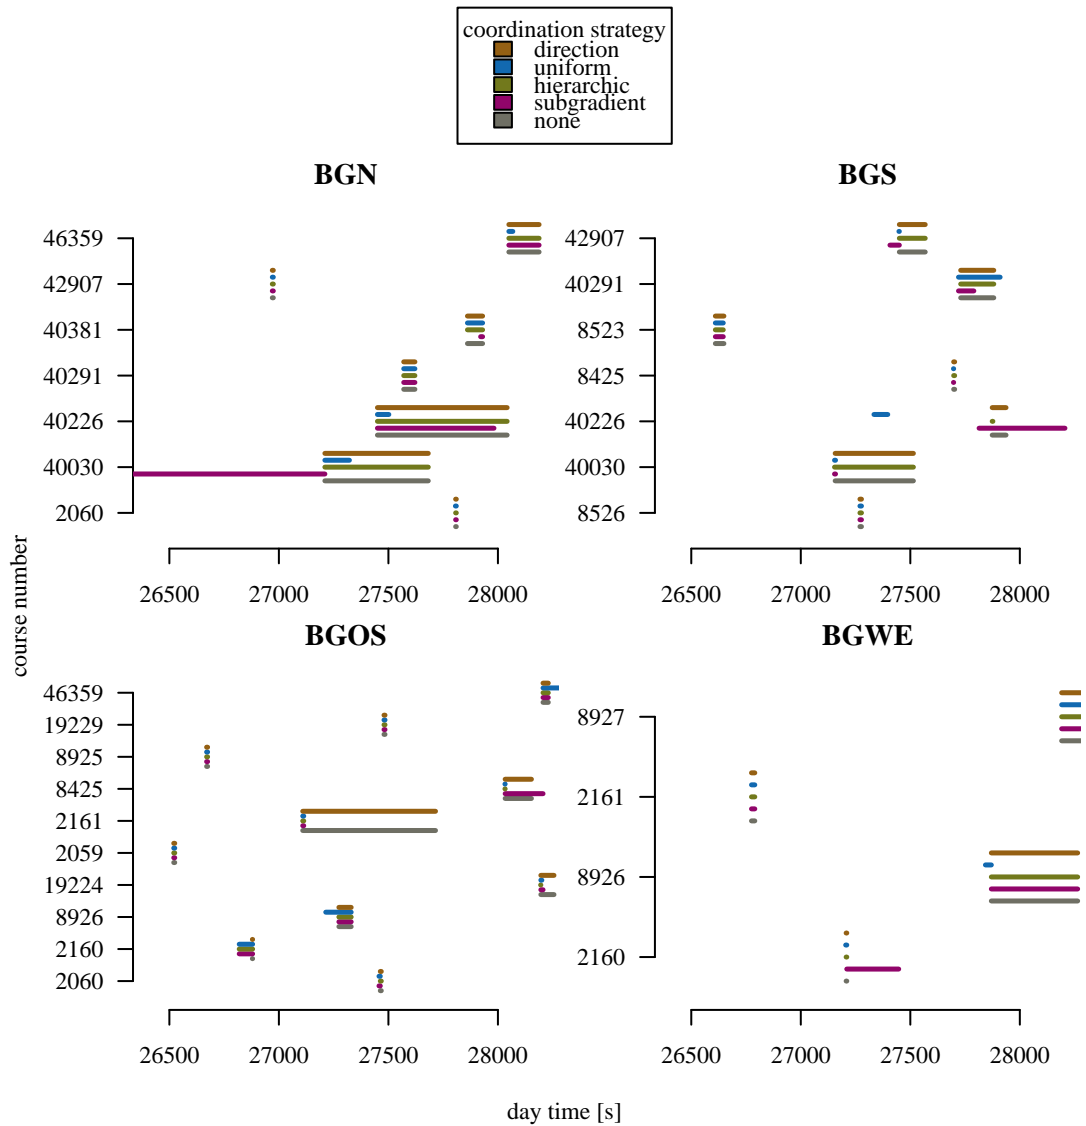 coordination strategy
direction
uniform
hierarchic
subgradient
none
BGN
46359
42907
40381
40291
40226
40030
2060
26500 27000 27500 28000
BGS
42907
40291
8523
8425
40226
40030
8526
26500 27000 27500 28000
course number
BGOS
46359
19229
8925
8425
2161
2059
19224
8926
2160
2060
26500 27000 27500 28000
BGWE
8927
2161
8926
2160
26500 27000 27500 28000
day time [s]